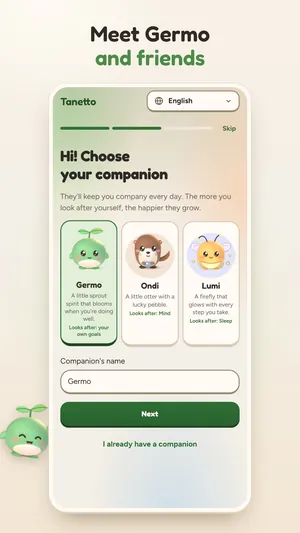 Meet Germo
and friends
Tanetto
English
Skip
Hi! Choose
your companion
They'll keep you company every day. The more you
look after yourself, the happier they grow.
Germo
A little sprout
spirit that blooms
when you're doing
well.
Looks after: your
own goals
Ondi
A little otter with a
lucky pebble.
Looks after: Mind
Lumi
A firefly that
glows with every
step you take.
Looks after: Sleep
Companion's name
Germo
Next
I already have a companion